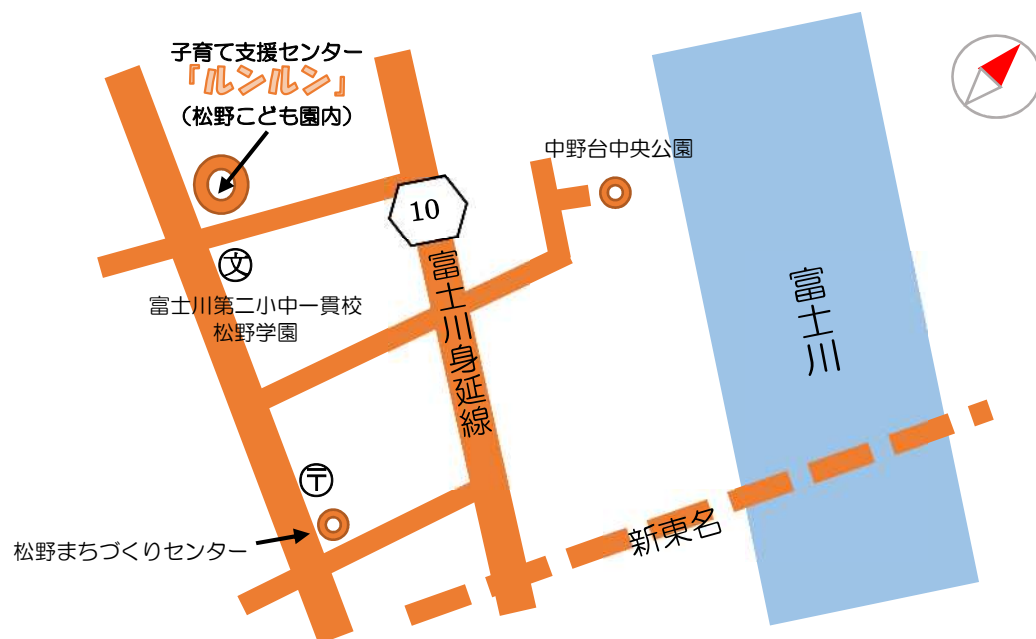 子育て支援センター
「ルンルン」
（松野こども園内）
中野台中央公園
10
文
富士川第二小中一貫校
松野学園
富士川身延線
富士川
〒
松野まちづくりセンター
新東名